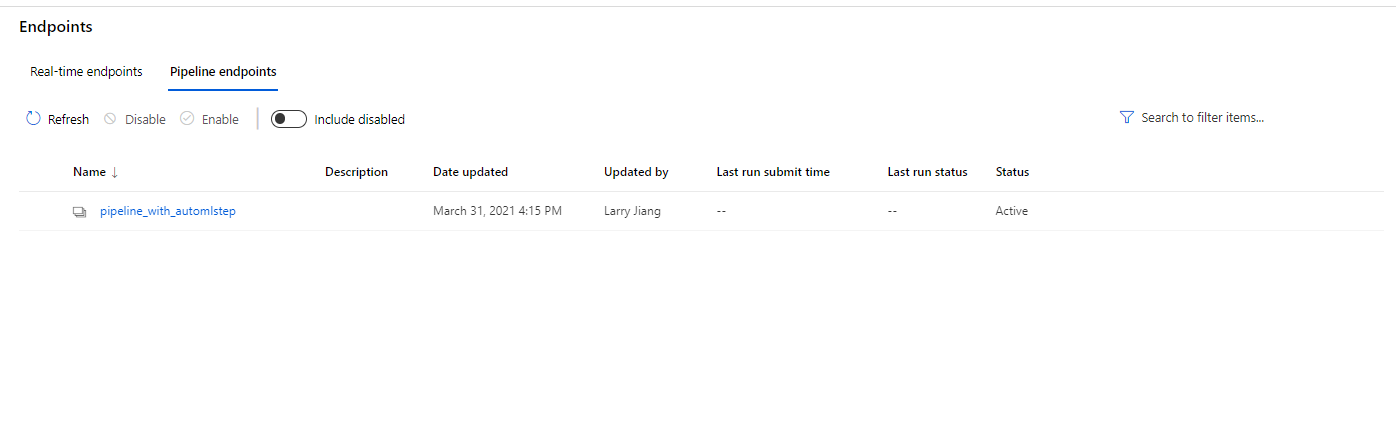 Endpoints
Real-time endpoints Pipeline endpoints
Refresh Disable Enable Include disabled Search to filter items...
Name ↓ Description Date updated Updated by Last run submit time Last run status Status
pipeline_with_automlstep March 31, 2021 4:15 PM Larry Jiang -- -- Active